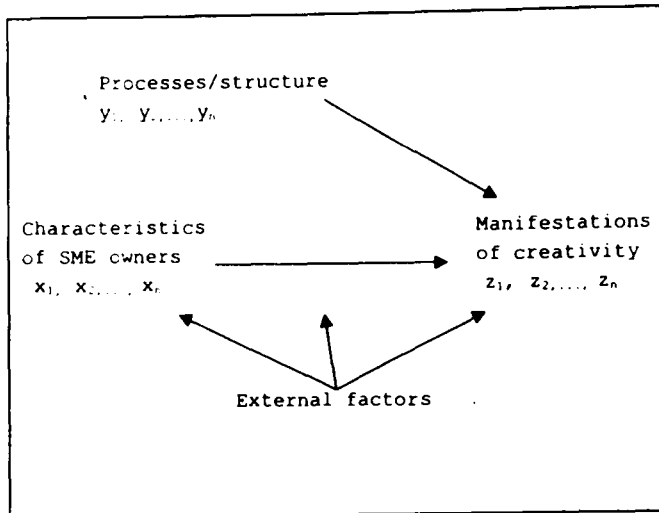 Processes/structure
y₁, y.,...,yₙ
Characteristics
of SME owners
x₁, x₂,..., xₙ
Manifestations
of creativity
z₁, z₂,..., zₙ
External factors